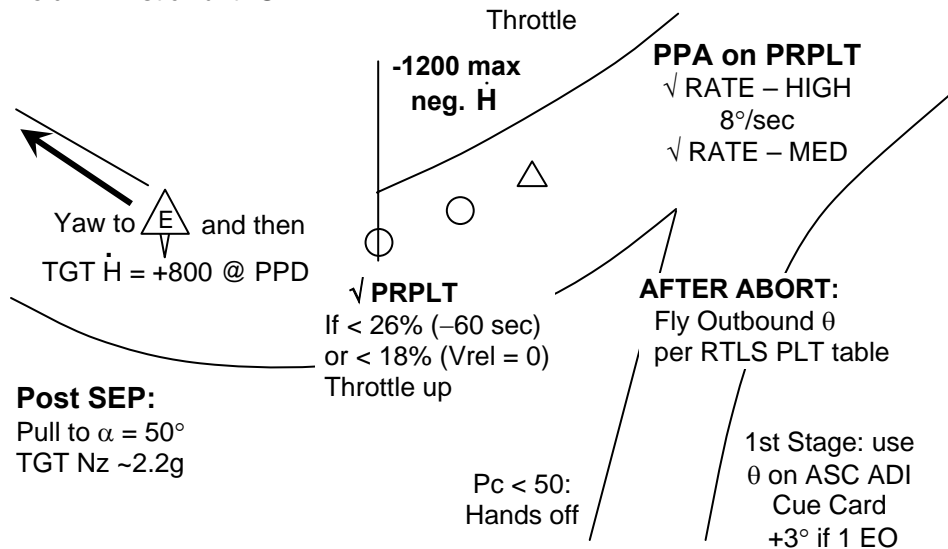 Throttle
-1200 max
neg. Ḣ
PPA on PRPLT
√ RATE – HIGH
8°/sec
√ RATE – MED
Yaw to E and then
TGT Ḣ = +800 @ PPD
√ PRPLT
If < 26% (–60 sec)
or < 18% (Vrel = 0)
Throttle up
AFTER ABORT:
Fly Outbound θ
per RTLS PLT table
Post SEP:
Pull to α = 50°
TGT Nz ~2.2g
Pc < 50:
Hands off
1st Stage: use
θ on ASC ADI
Cue Card
+3° if 1 EO